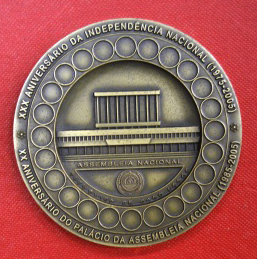 XXX ANIVERSÁRIO DA INDEPENDÊNCIA NACIONAL (1975-2005)
ASSEMBLEIA NACIONAL
XX ANIVERSÁRIO DO PALÁCIO DA ASSEMBLEIA NACIONAL (1985-2005)